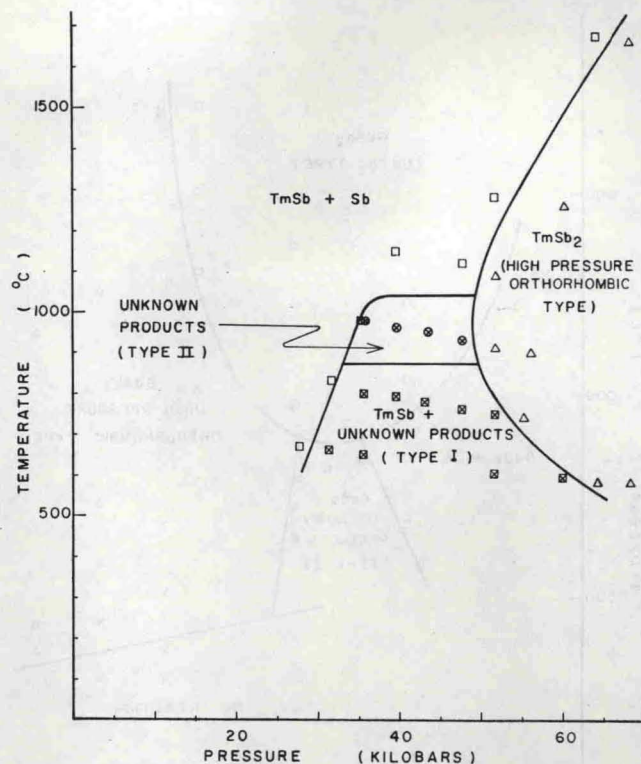 1500
1000
500
TEMPERATURE (°C)
TmSb + Sb
UNKNOWN
PRODUCTS
(TYPE II)
TmSb2
(HIGH PRESSURE
ORTHORHOMBIC
TYPE)
TmSb +
UNKNOWN PRODUCTS
(TYPE I)
20
40
60
PRESSURE (KILOBARS)